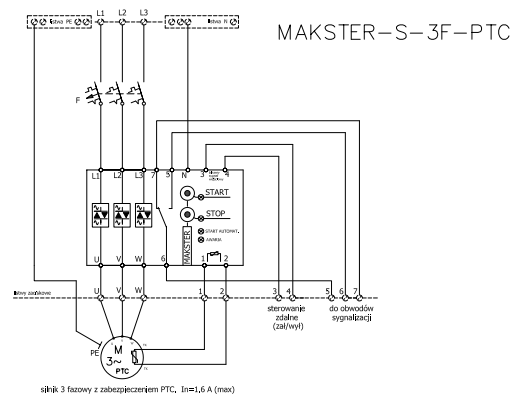 L1 L2 L3
listwa PE
listwa N
MAKSTER-S-3F-PTC
F
L1 L2 L3 7 5 N 3 4
START
STOP
START AUTOMAT.
AWARIA
MAKSTER
U V W 6 1 2
listwy zaciskowe
U V W 1 2 3 4 5 6 7
sterowanie
zdalne
(zał/wył)
do obwodów
sygnalizacji
PE
M
3~
PTC
silnik 3 fazowy z zabezpieczeniem PTC, In=1,6 A (max)